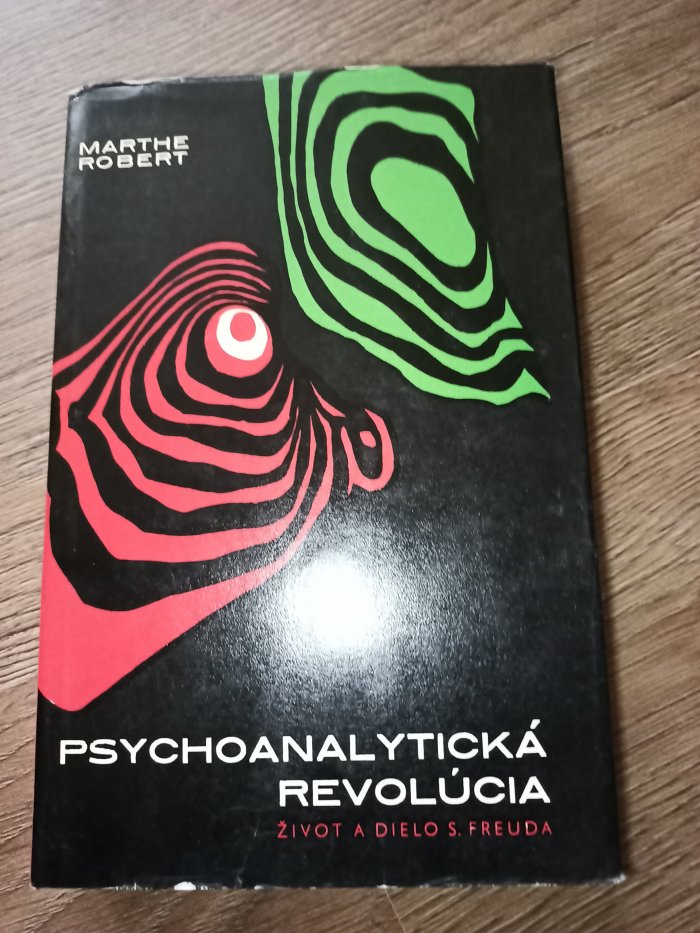 MARTHE
ROBERT
PSYCHOANALYTICKÁ
REVOLÚCIA
ŽIVOT A DIELO S. FREUDA